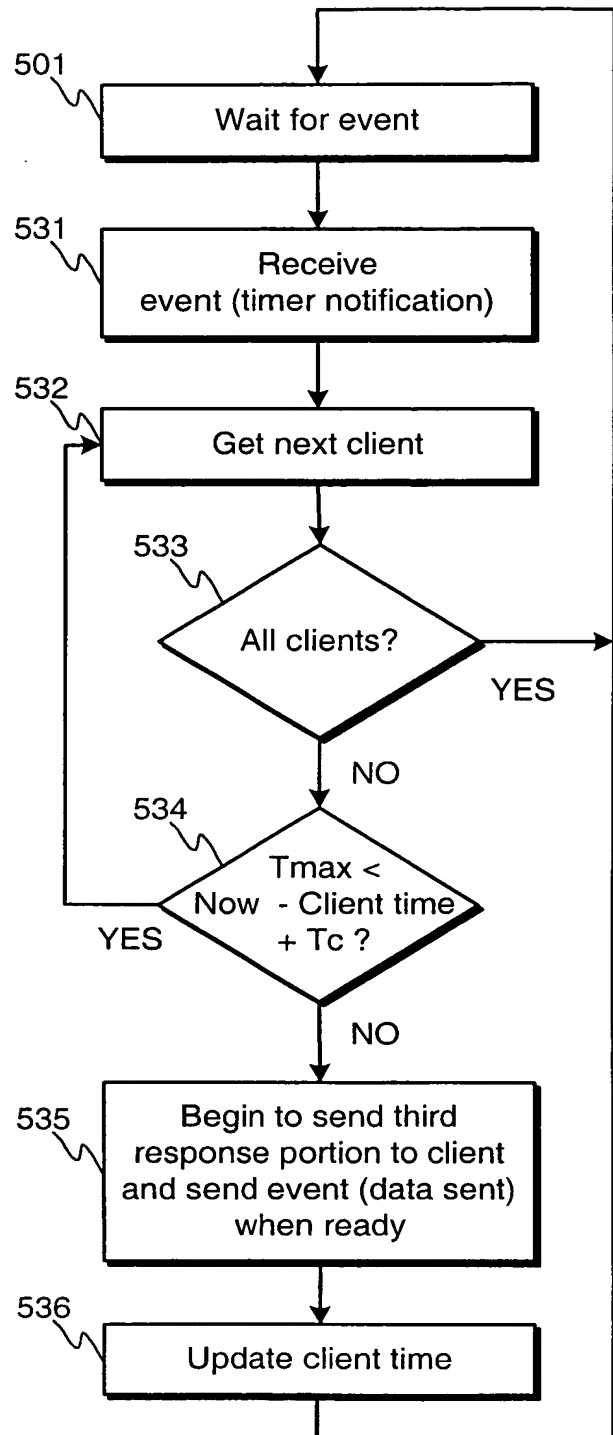 501
Wait for event
531
Receive
event (timer notification)
532
Get next client
533
All clients?
YES
NO
534
Tmax <
Now - Client time
+ Tc ?
YES
NO
535
Begin to send third
response portion to client
and send event (data sent)
when ready
536
Update client time